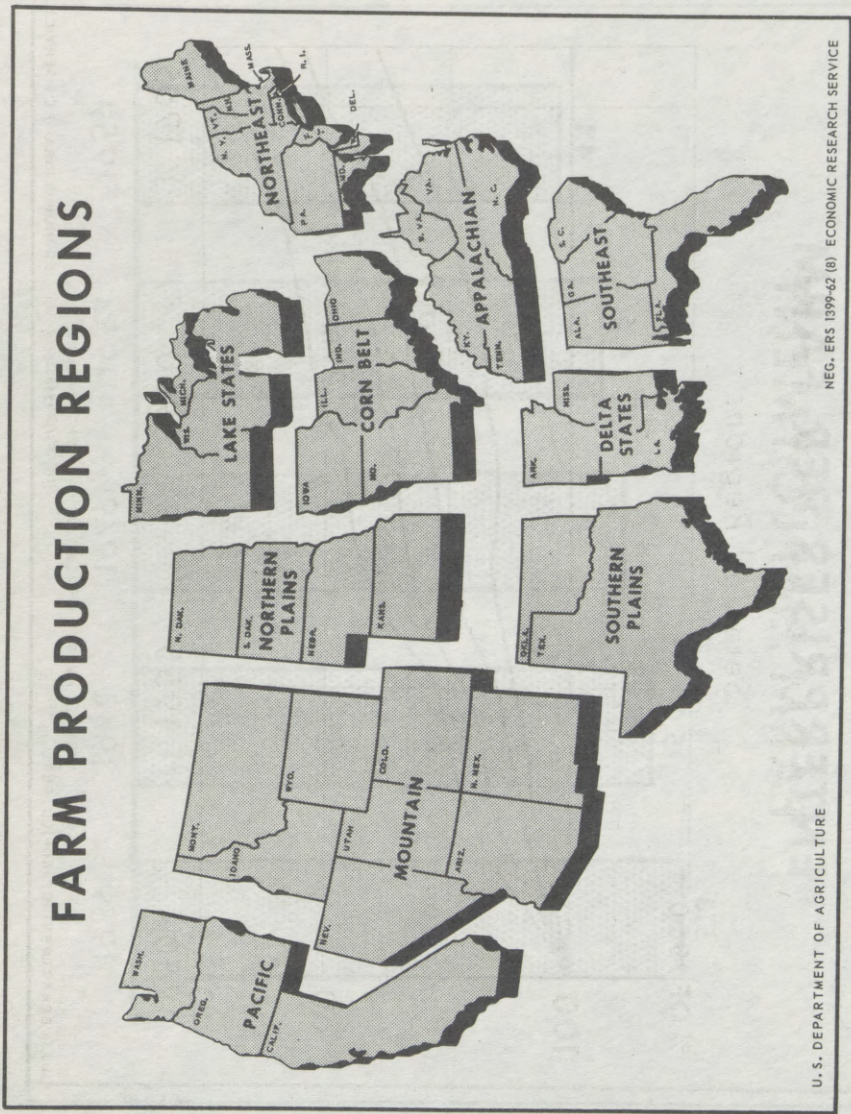 FARM PRODUCTION REGIONS
WASH.
OREG.
PACIFIC
CALIF.
MONT.
IDAHO
WYO.
NEV.
UTAH
COLO.
MOUNTAIN
ARIZ.
N. MEX.
N. DAK.
S. DAK.
NORTHERN
PLAINS
NEBR.
KANS.
OKLA.
TEX.
SOUTHERN
PLAINS
MINN.
WIS.
MICH.
LAKE STATES
IOWA
ILL.
IND.
OHIO
CORN BELT
MO.
ARK.
MISS.
DELTA
STATES
LA.
MAINE
VT.
N.H.
N. Y.
MASS.
NORTHEAST
CONN.
R. I.
PA.
MD.
DEL.
W. VA.
VA.
KY.
APPALACHIAN
N. C.
TENN.
S. C.
ALA.
GA.
SOUTHEAST
FLA.
U. S. DEPARTMENT OF AGRICULTURE
NEG. ERS 1399-62 (8) ECONOMIC RESEARCH SERVICE